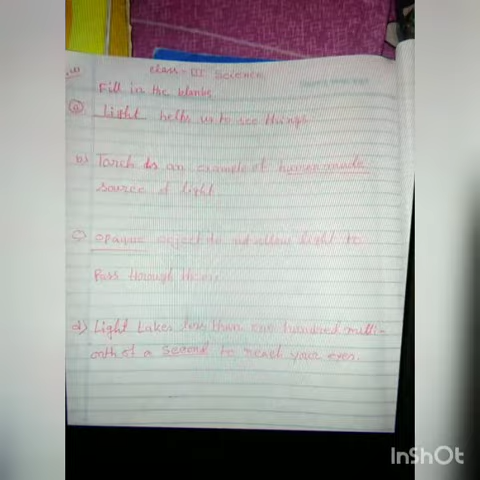 Class - III Science
Fill in the blanks
a) Light helps us to see things
b) Torch is an example of human made
source of light
c) opaque object do not allow light to
Pass through them
d) Light takes less than one hundred milli-
onth of a second to reach your eyes.
InShOt